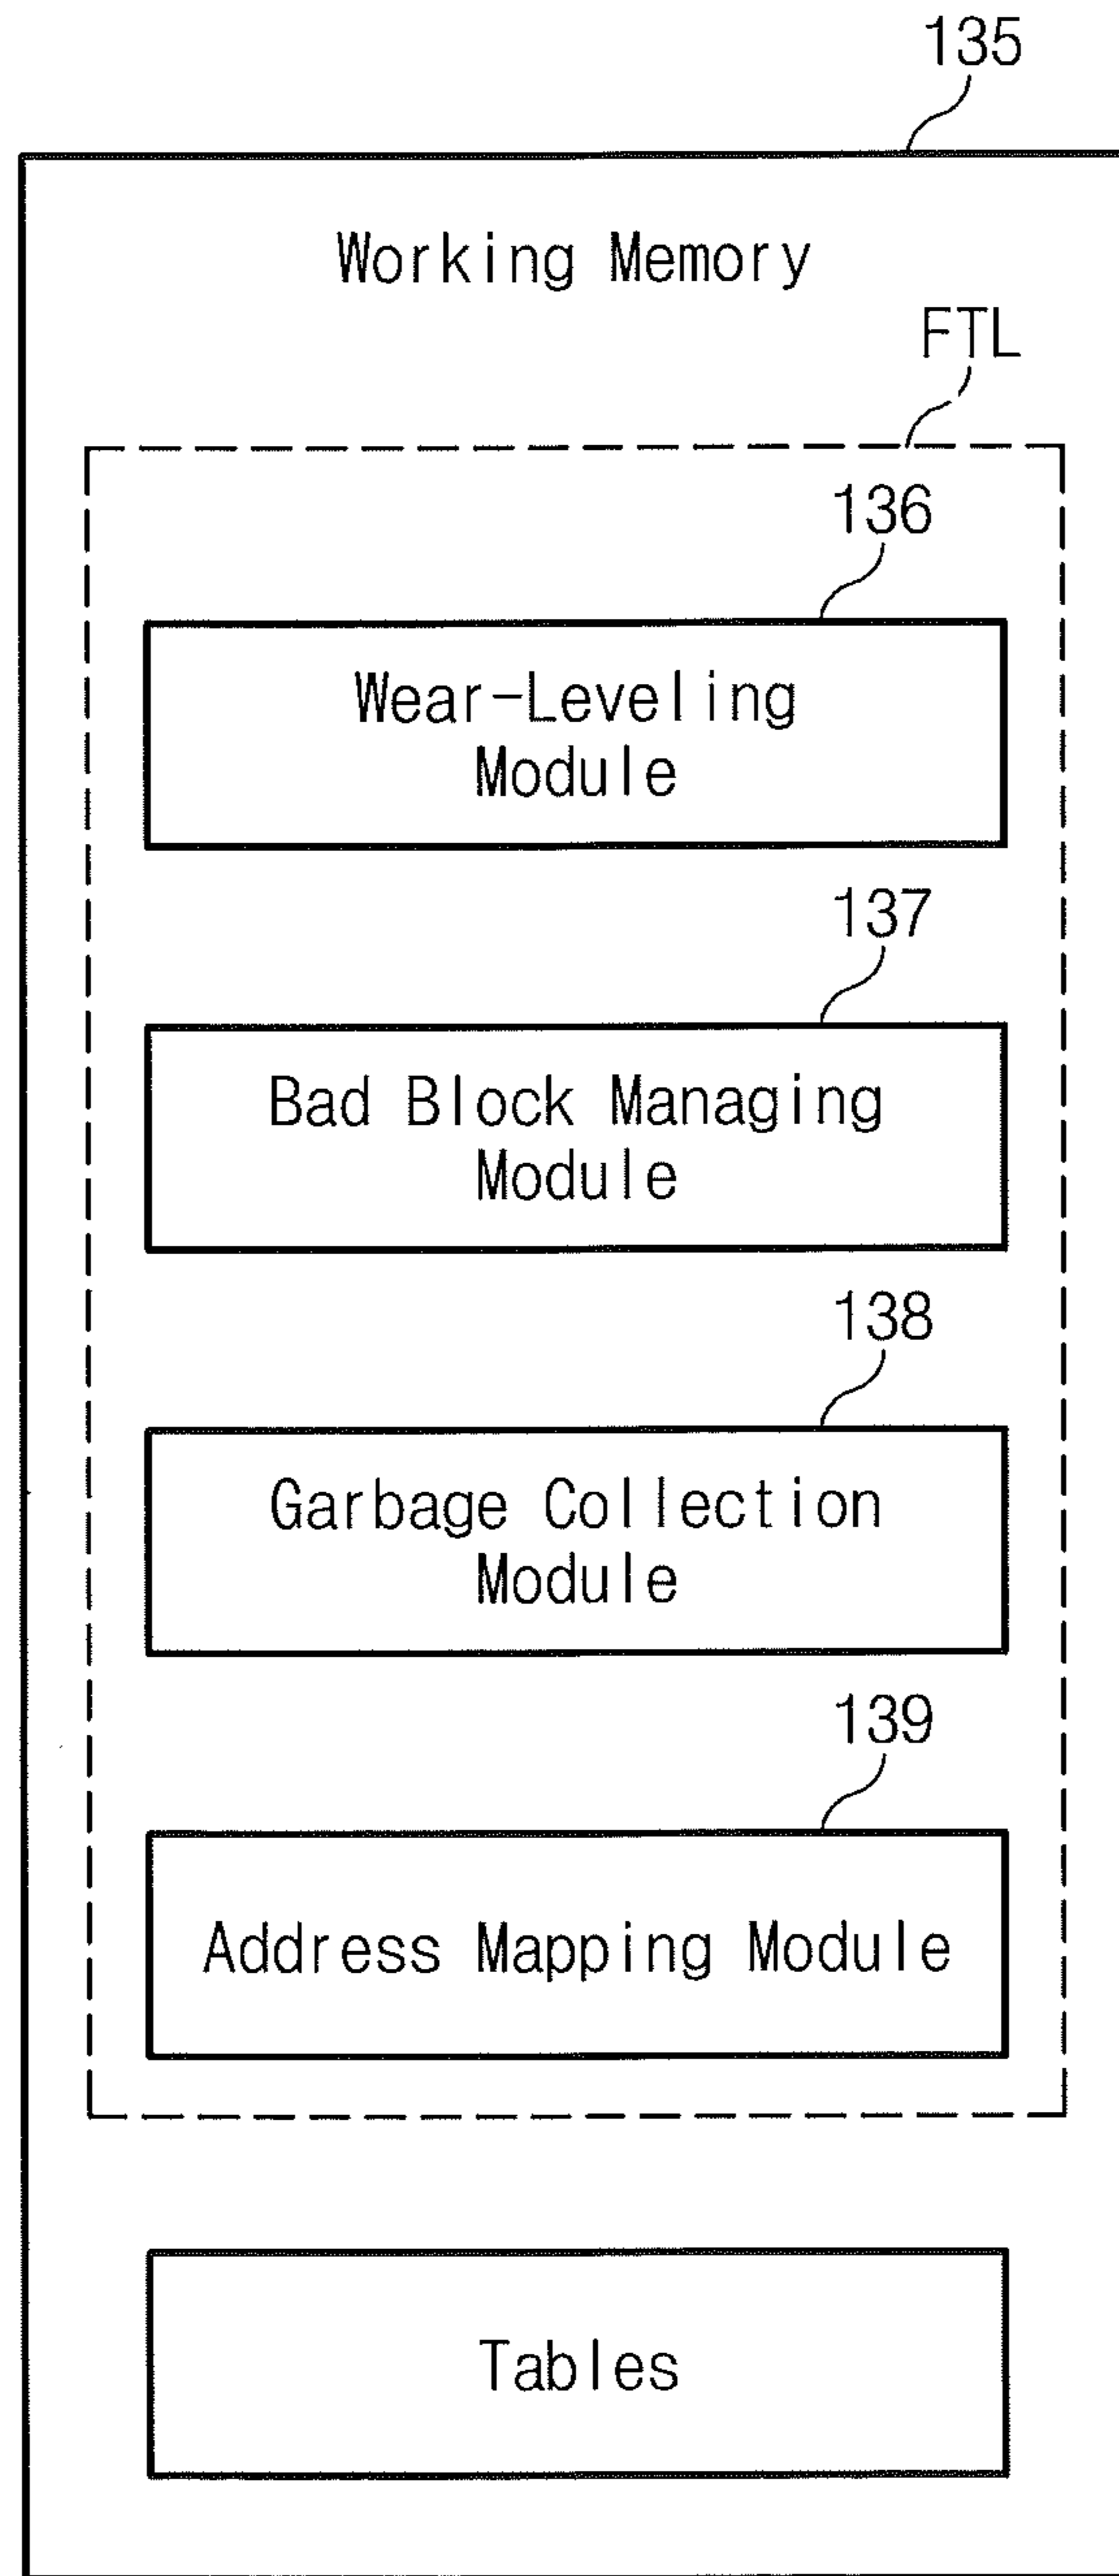 135
Working Memory
FTL
136
Wear-Leveling
Module
137
Bad Block Managing
Module
138
Garbage Collection
Module
139
Address Mapping Module
Tables